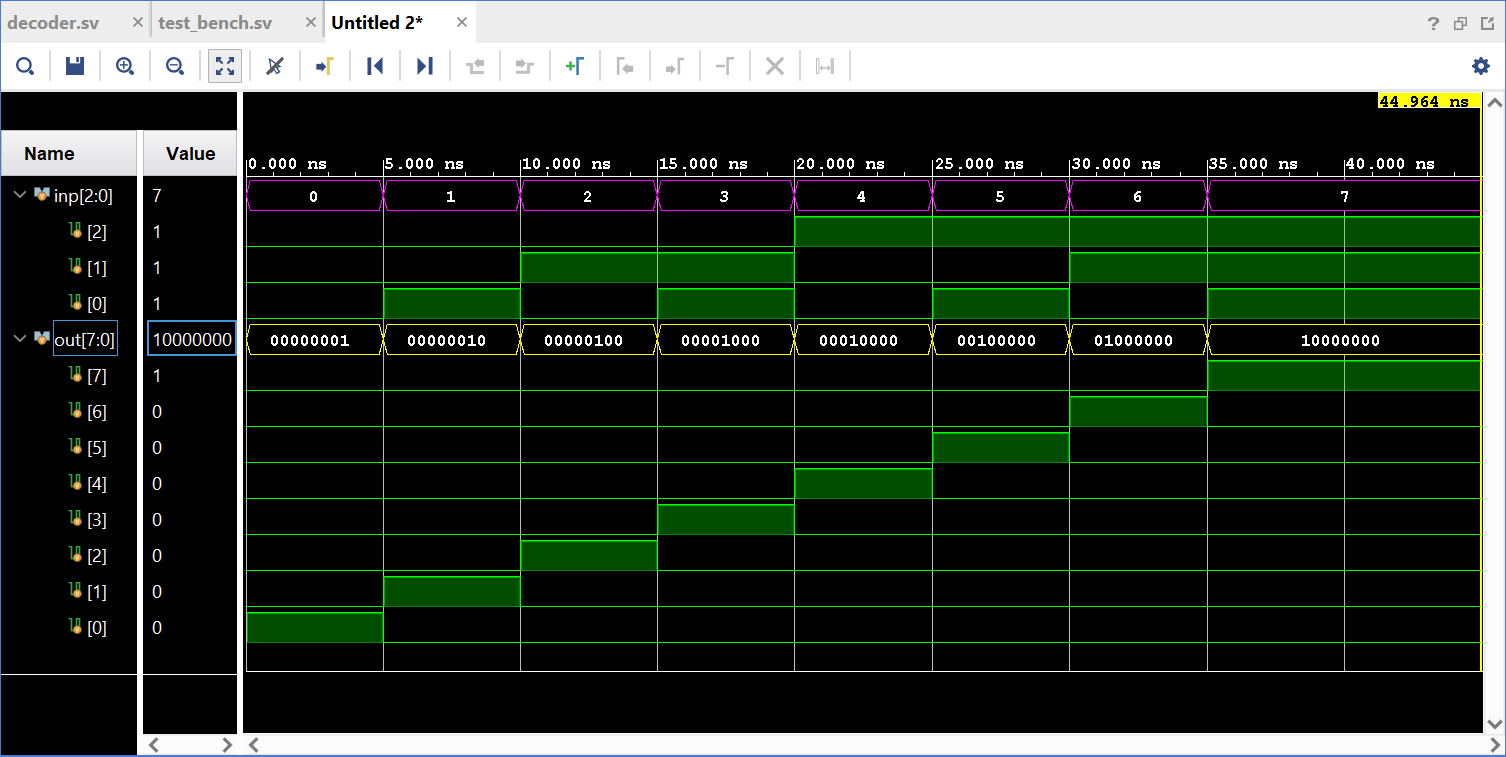 decoder.sv × test_bench.sv × Untitled 2* ×
?
44.964 ns
Name Value
0.000 ns 5.000 ns 10.000 ns 15.000 ns 20.000 ns 25.000 ns 30.000 ns 35.000 ns 40.000 ns
inp[2:0] 7 0 1 2 3 4 5 6 7
[2] 1
[1] 1
[0] 1
out[7:0] 10000000 00000001 00000010 00000100 00001000 00010000 00100000 01000000 10000000
[7] 1
[6] 0
[5] 0
[4] 0
[3] 0
[2] 0
[1] 0
[0] 0